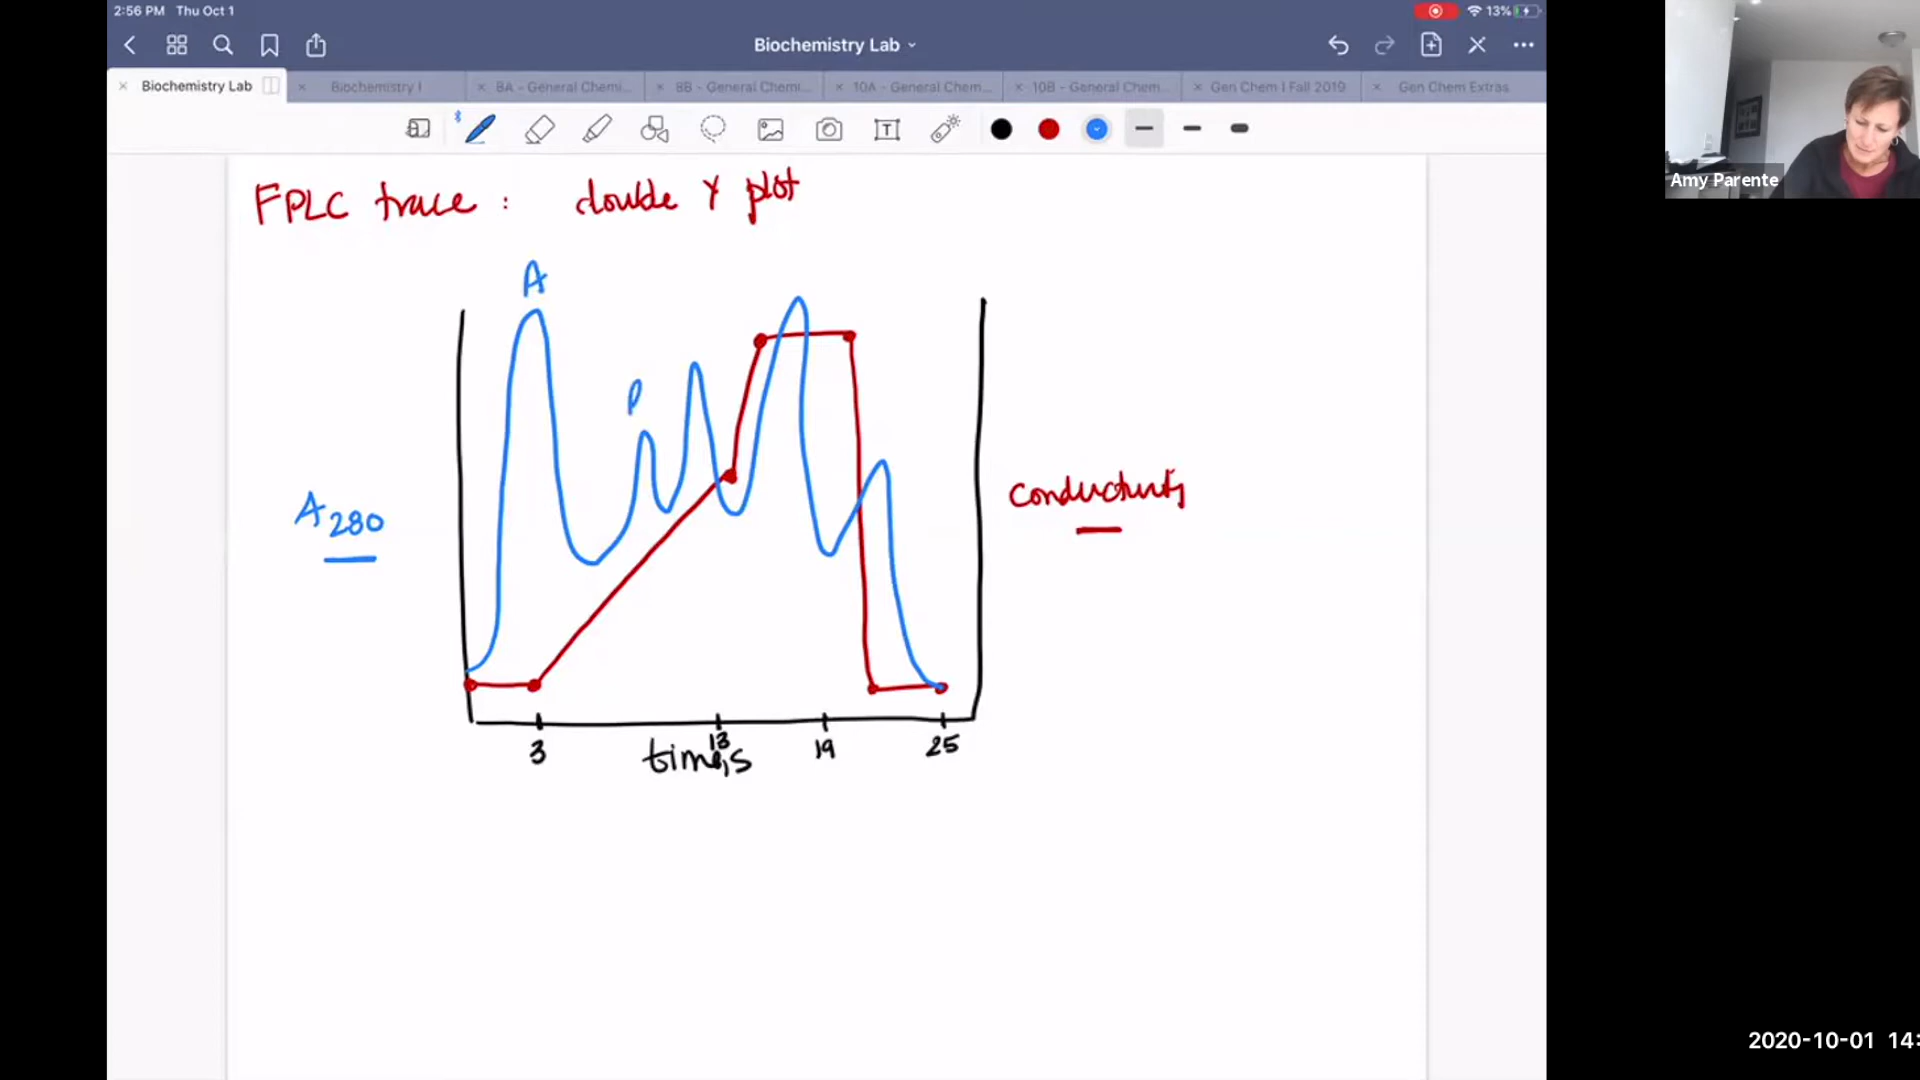 2:56 PM Thu Oct 1
13%
Biochemistry Lab
Biochemistry Lab
Biochemistry I
8A - General Chemi...
8B - General Chemi...
10A - General Chem...
10B - General Chem...
Gen Chem I Fall 2019
Gen Chem Extras
T
Amy Parente
FPLC trace : double Y plot
A
A280
conductivity
3
13
19
25
time,s
2020-10-01 14: